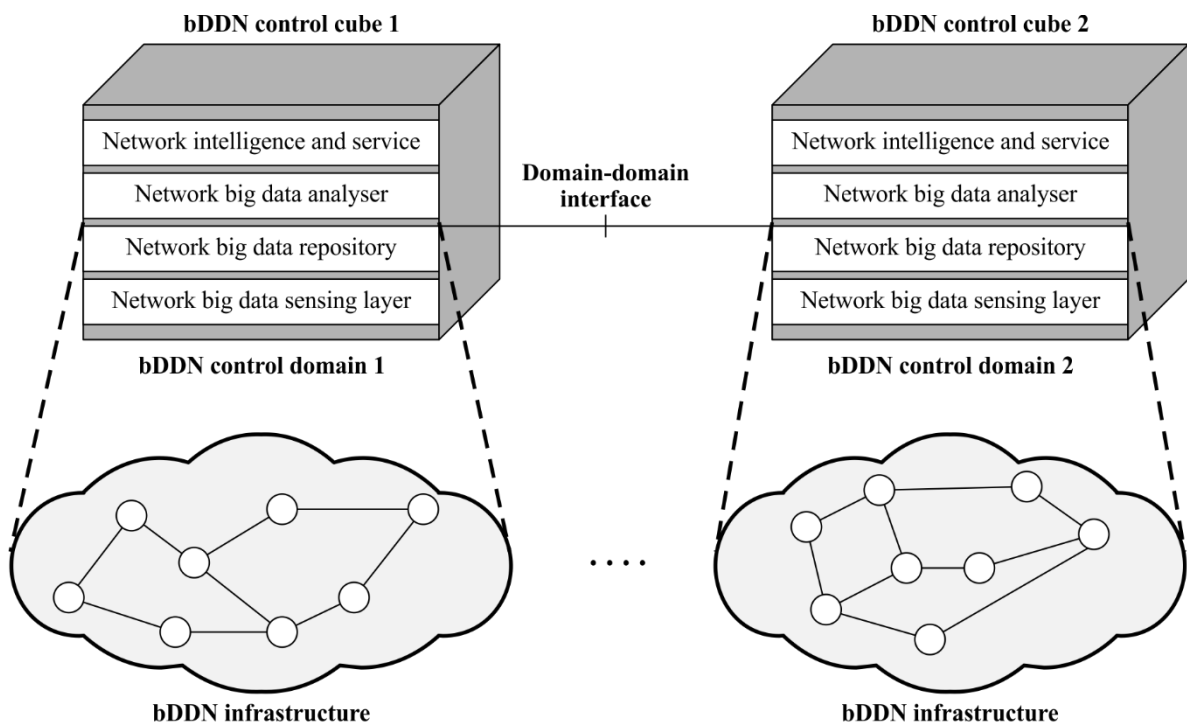 bDDN control cube 1
bDDN control cube 2
Network intelligence and service
Network big data analyser
Network big data repository
Network big data sensing layer
Domain-domain
interface
Network intelligence and service
Network big data analyser
Network big data repository
Network big data sensing layer
bDDN control domain 1
bDDN control domain 2
. . . .
bDDN infrastructure
bDDN infrastructure